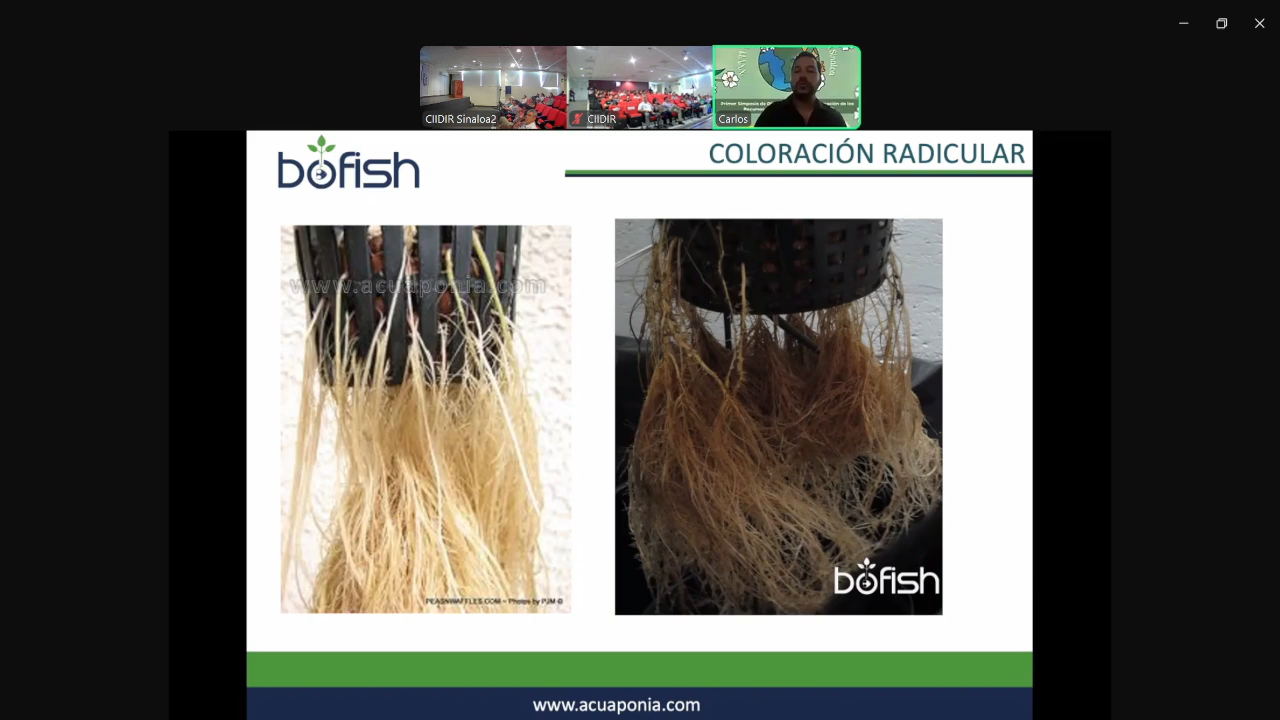 CIIDIR Sinaloa2
CIIDIR
Carlos
Sinaloa
bofish
COLORACIÓN RADICULAR
www.acuaponia.com
PEASNWAFFLES.COM – Photos by PJM ©
bofish
www.acuaponia.com